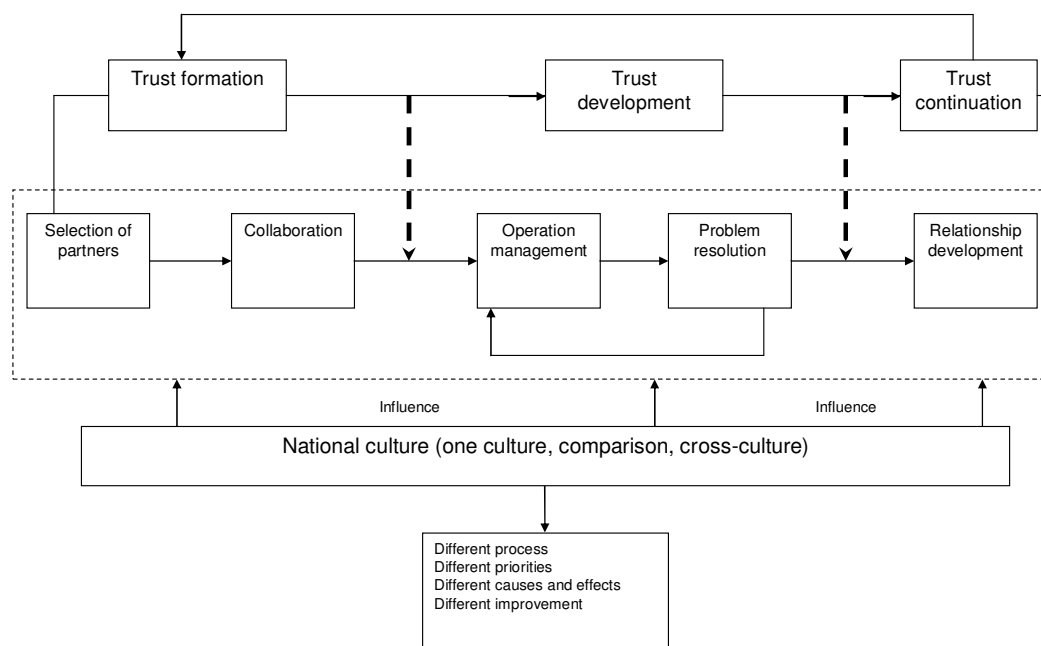 Trust formation
Trust
development
Trust
continuation
Selection of
partners
Collaboration
Operation
management
Problem
resolution
Relationship
development
Influence
Influence
National culture (one culture, comparison, cross-culture)
Different process
Different priorities
Different causes and effects
Different improvement